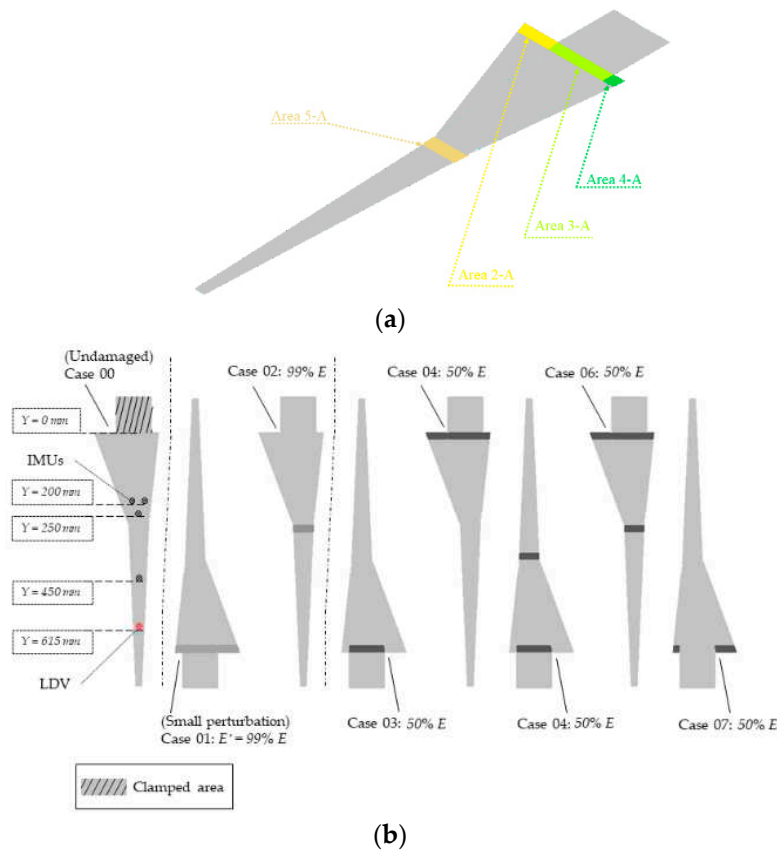 Area 5-A
Area 4-A
Area 3-A
Area 2-A
(a)
(Undamaged)
Case 00
Case 02: 99% E
Case 04: 50% E
Case 06: 50% E
Y = 0 mm
IMUs
Y = 200 mm
Y = 250 mm
Y = 450 mm
Y = 615 mm
LDV
(Small perturbation)
Case 01: E' = 99% E
Case 03: 50% E
Case 04: 50% E
Case 07: 50% E
Clamped area
(b)